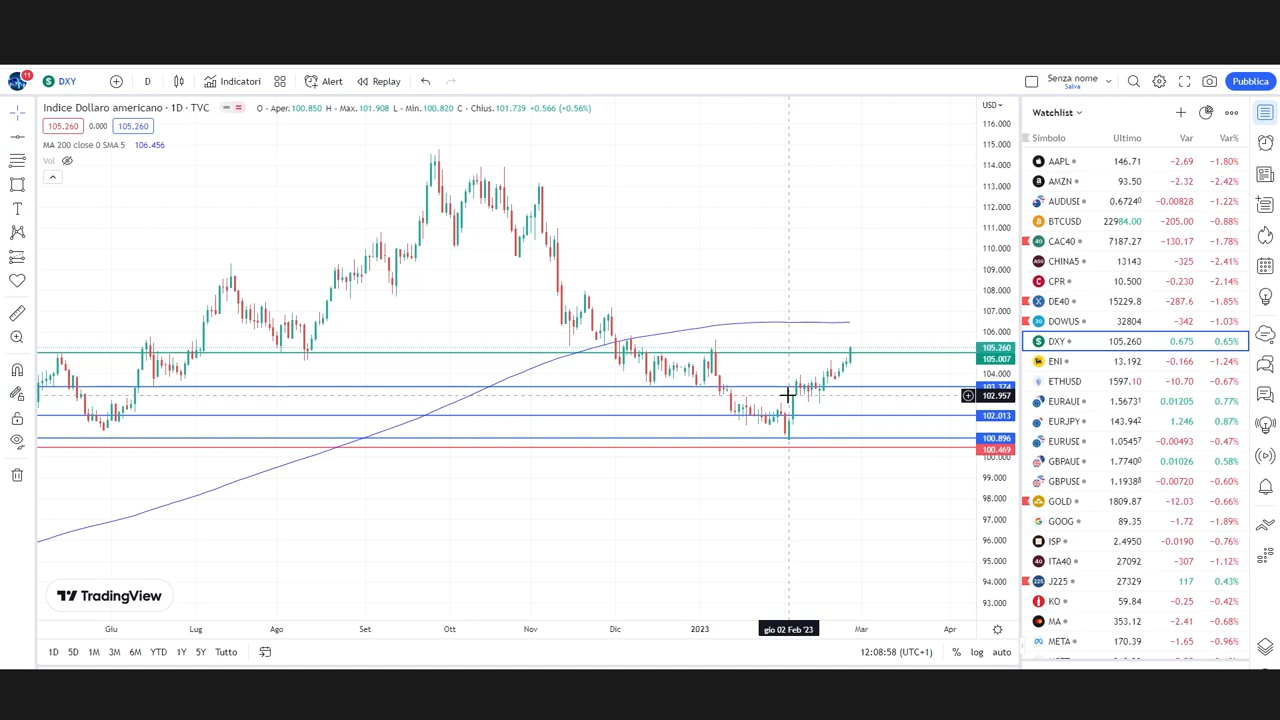 11 DXY D Indicatori Alert Replay Senza nome Salva Pubblica
Indice Dollaro americano · 1D · TVC O - Aper.100.850 H - Max.101.908 L - Min.100.820 C - Chius.101.739 +0.566 (+0.56%)
105.260 0.000 105.260
MA 200 close 0 SMA 5 106.456
Vol
USD
116.000
115.000
114.000
113.000
112.000
111.000
110.000
109.000
108.000
107.000
106.000
105.260
105.007
104.000
103.374
102.957
102.013
100.896
100.469
100.000
99.000
98.000
97.000
96.000
95.000
94.000
93.000
TradingView
Giu Lug Ago Set Ott Nov Dic 2023 gio 02 Feb '23 Mar Apr
1D 5D 1M 3M 6M YTD 1Y 5Y Tutto 12:08:58 (UTC+1) % log auto
Watchlist
Simbolo Ultimo Var Var%
AAPL 146.71 −2.69 −1.80%
AMZN 93.50 −2.32 −2.42%
AUDUSD 0.67240 −0.00828 −1.22%
BTCUSD 22984.00 −205.00 −0.88%
CAC40 7187.27 −130.17 −1.78%
CHINA5 13143 −325 −2.41%
CPR 10.500 −0.230 −2.14%
DE40 15229.8 −287.6 −1.85%
DOWUS 32804 −342 −1.03%
DXY 105.260 0.675 0.65%
ENI 13.192 −0.166 −1.24%
ETHUSD 1597.10 −10.70 −0.67%
EURAU 1.56731 0.01205 0.77%
EURJPY 143.942 1.246 0.87%
EURUS 1.05457 −0.00493 −0.47%
GBPAU 1.77400 0.01026 0.58%
GBPUS 1.19388 −0.00720 −0.60%
GOLD 1809.87 −12.03 −0.66%
GOOG 89.35 −1.72 −1.89%
ISP 2.4950 −0.0190 −0.76%
ITA40 27092 −307 −1.12%
J225 27329 117 0.43%
KO 59.84 −0.25 −0.42%
MA 353.12 −2.41 −0.68%
META 170.39 −1.65 −0.96%